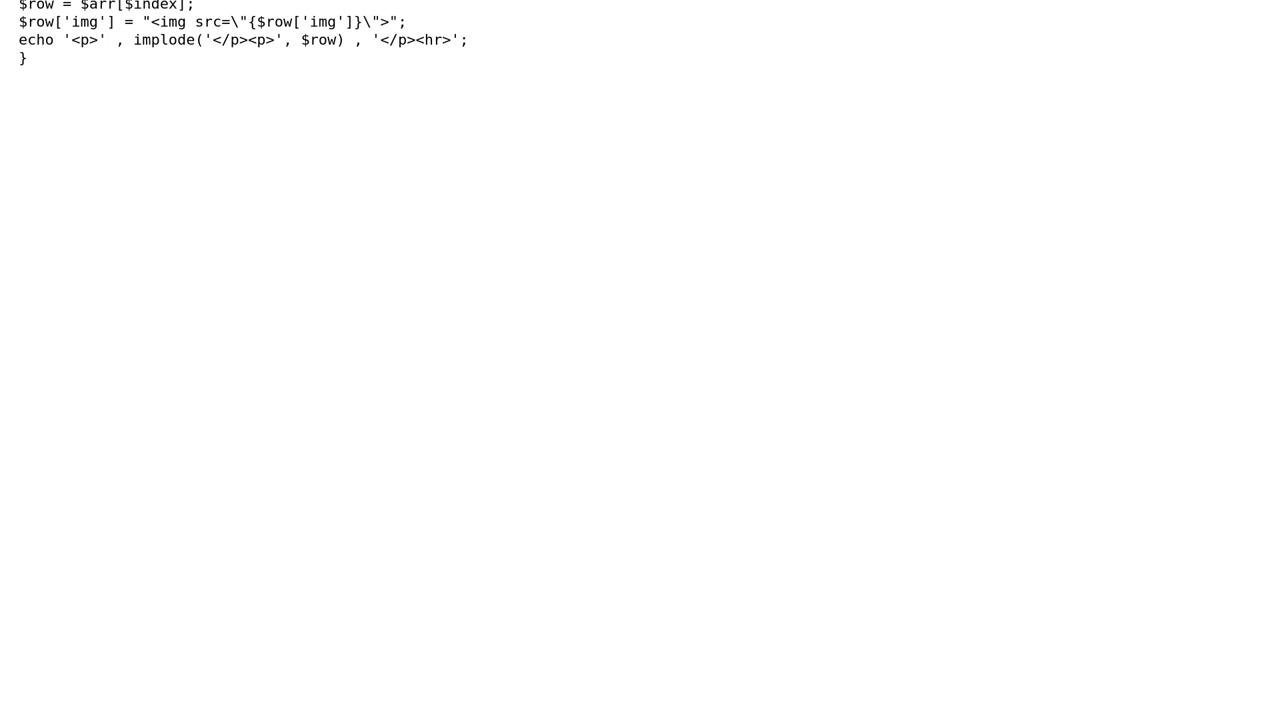 $row = $arr[$index];
$row['img'] = "<img src=\"{$row['img']}\">";
echo '<p>' , implode('</p><p>', $row) , '</p><hr>';
}